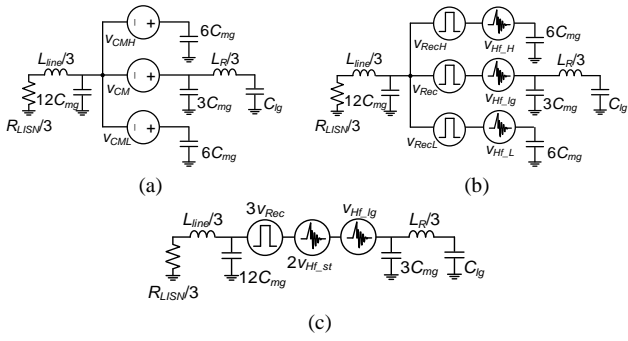 6C_mg
v_CMH
L_line/3
L_R/3
12C_mg
v_CM
3C_mg
C_lg
R_LISN/3
v_CML
6C_mg
(a)
v_RecH
v_Hf_H
6C_mg
L_line/3
L_R/3
12C_mg
v_Rec
v_Hf_lg
3C_mg
C_lg
R_LISN/3
v_RecL
v_Hf_L
6C_mg
(b)
3v_Rec
v_Hf_lg
L_line/3
L_R/3
12C_mg
2v_Hf_st
3C_mg
C_lg
R_LISN/3
(c)